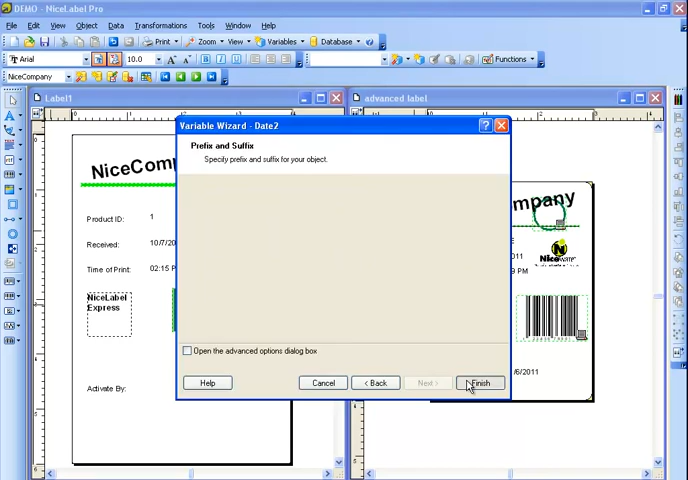 DEMO - NiceLabel Pro
File Edit View Object Data Transformations Tools Window Help
Print Zoom View Variables Database
Arial 10.0 Functions
NiceCompany
Label1
advanced label
Variable Wizard - Date2
Prefix and Suffix
Specify prefix and suffix for your object.
NiceCom
mpany
Product ID: 1
Received: 10/7/20
2011
Time of Print: 02:15 P
9 PM
NiceLabel
Express
Open the advanced options dialog box
/6/2011
Help Cancel < Back Next > Finish
Activate By: